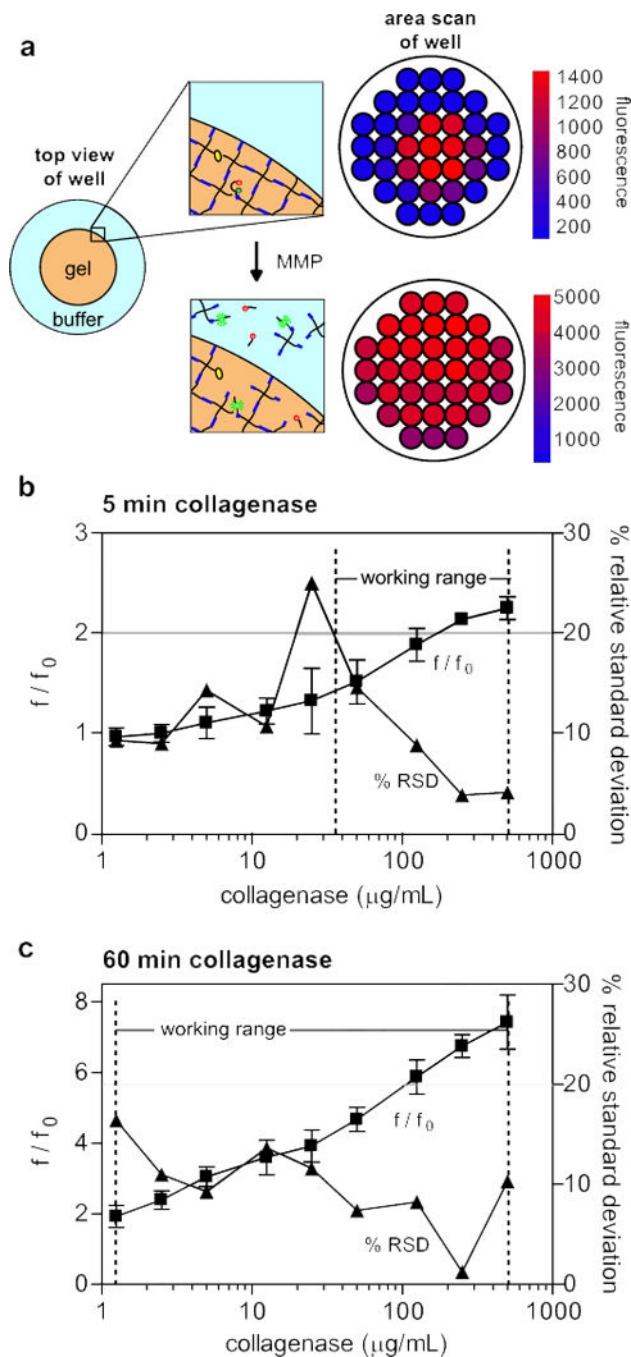 a
area scan
of well
top view
of well
gel
buffer
MMP
1400
1200
1000
800
600
400
200
fluorescence
5000
4000
3000
2000
1000
fluorescence
b
5 min collagenase
3
2
1
0
f / f0
working range
f / f0
% RSD
30
20
10
0
% relative standard deviation
1
10
100
1000
collagenase (µg/mL)
c
60 min collagenase
8
6
4
2
0
f / f0
working range
f / f0
% RSD
30
20
10
0
% relative standard deviation
1
10
100
1000
collagenase (µg/mL)